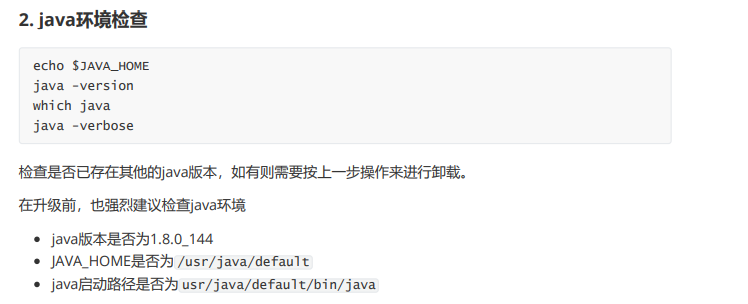 2. java环境检查
echo $JAVA_HOME
java -version
which java
java -verbose
检查是否已存在其他的java版本，如有则需要按上一步操作来进行卸载。
在升级前，也强烈建议检查java环境
• java版本是否为1.8.0_144
• JAVA_HOME是否为 /usr/java/default
• java启动路径是否为 usr/java/default/bin/java